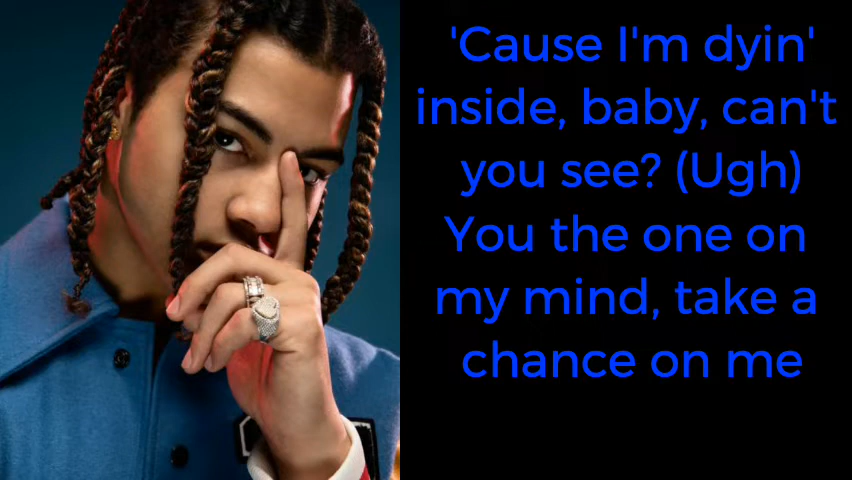 'Cause I'm dyin'
inside, baby, can't
you see? (Ugh)
You the one on
my mind, take a
chance on me